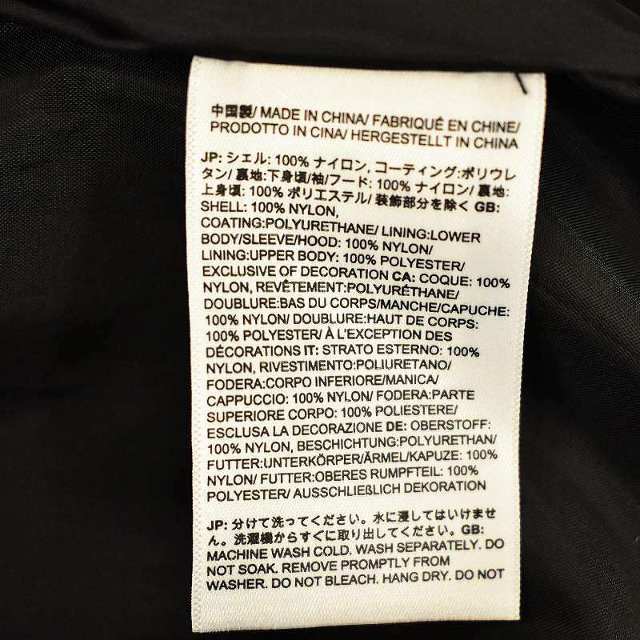 中国製/ MADE IN CHINA/ FABRIQUÉ EN CHINE/
PRODOTTO IN CINA/ HERGESTELLT IN CHINA
JP: シェル: 100% ナイロン, コーティング:ポリウレ
タン/ 裏地:下身頃/袖/フード: 100% ナイロン/ 裏地:
上身頃: 100% ポリエステル/ 装飾部分を除く GB:
SHELL: 100% NYLON,
COATING:POLYURETHANE/ LINING:LOWER
BODY/SLEEVE/HOOD: 100% NYLON/
LINING:UPPER BODY: 100% POLYESTER/
EXCLUSIVE OF DECORATION CA: COQUE: 100%
NYLON, REVÊTEMENT:POLYURÉTHANE/
DOUBLURE:BAS DU CORPS/MANCHE/CAPUCHE:
100% NYLON/ DOUBLURE:HAUT DE CORPS:
100% POLYESTER/ À L'EXCEPTION DES
DÉCORATIONS IT: STRATO ESTERNO: 100%
NYLON, RIVESTIMENTO:POLIURETANO/
FODERA:CORPO INFERIORE/MANICA/
CAPPUCCIO: 100% NYLON/ FODERA:PARTE
SUPERIORE CORPO: 100% POLIESTERE/
ESCLUSA LA DECORAZIONE DE: OBERSTOFF:
100% NYLON, BESCHICHTUNG:POLYURETHAN/
FUTTER:UNTERKÖRPER/ÄRMEL/KAPUZE: 100%
NYLON/ FUTTER:OBERES RUMPFTEIL: 100%
POLYESTER/ AUSSCHLIEßLICH DEKORATION
JP: 分けて洗ってください。水に浸してはいけませ
ん。洗濯機からすぐに取り出してください。GB:
MACHINE WASH COLD. WASH SEPARATELY. DO
NOT SOAK. REMOVE PROMPTLY FROM
WASHER. DO NOT BLEACH. HANG DRY. DO NOT